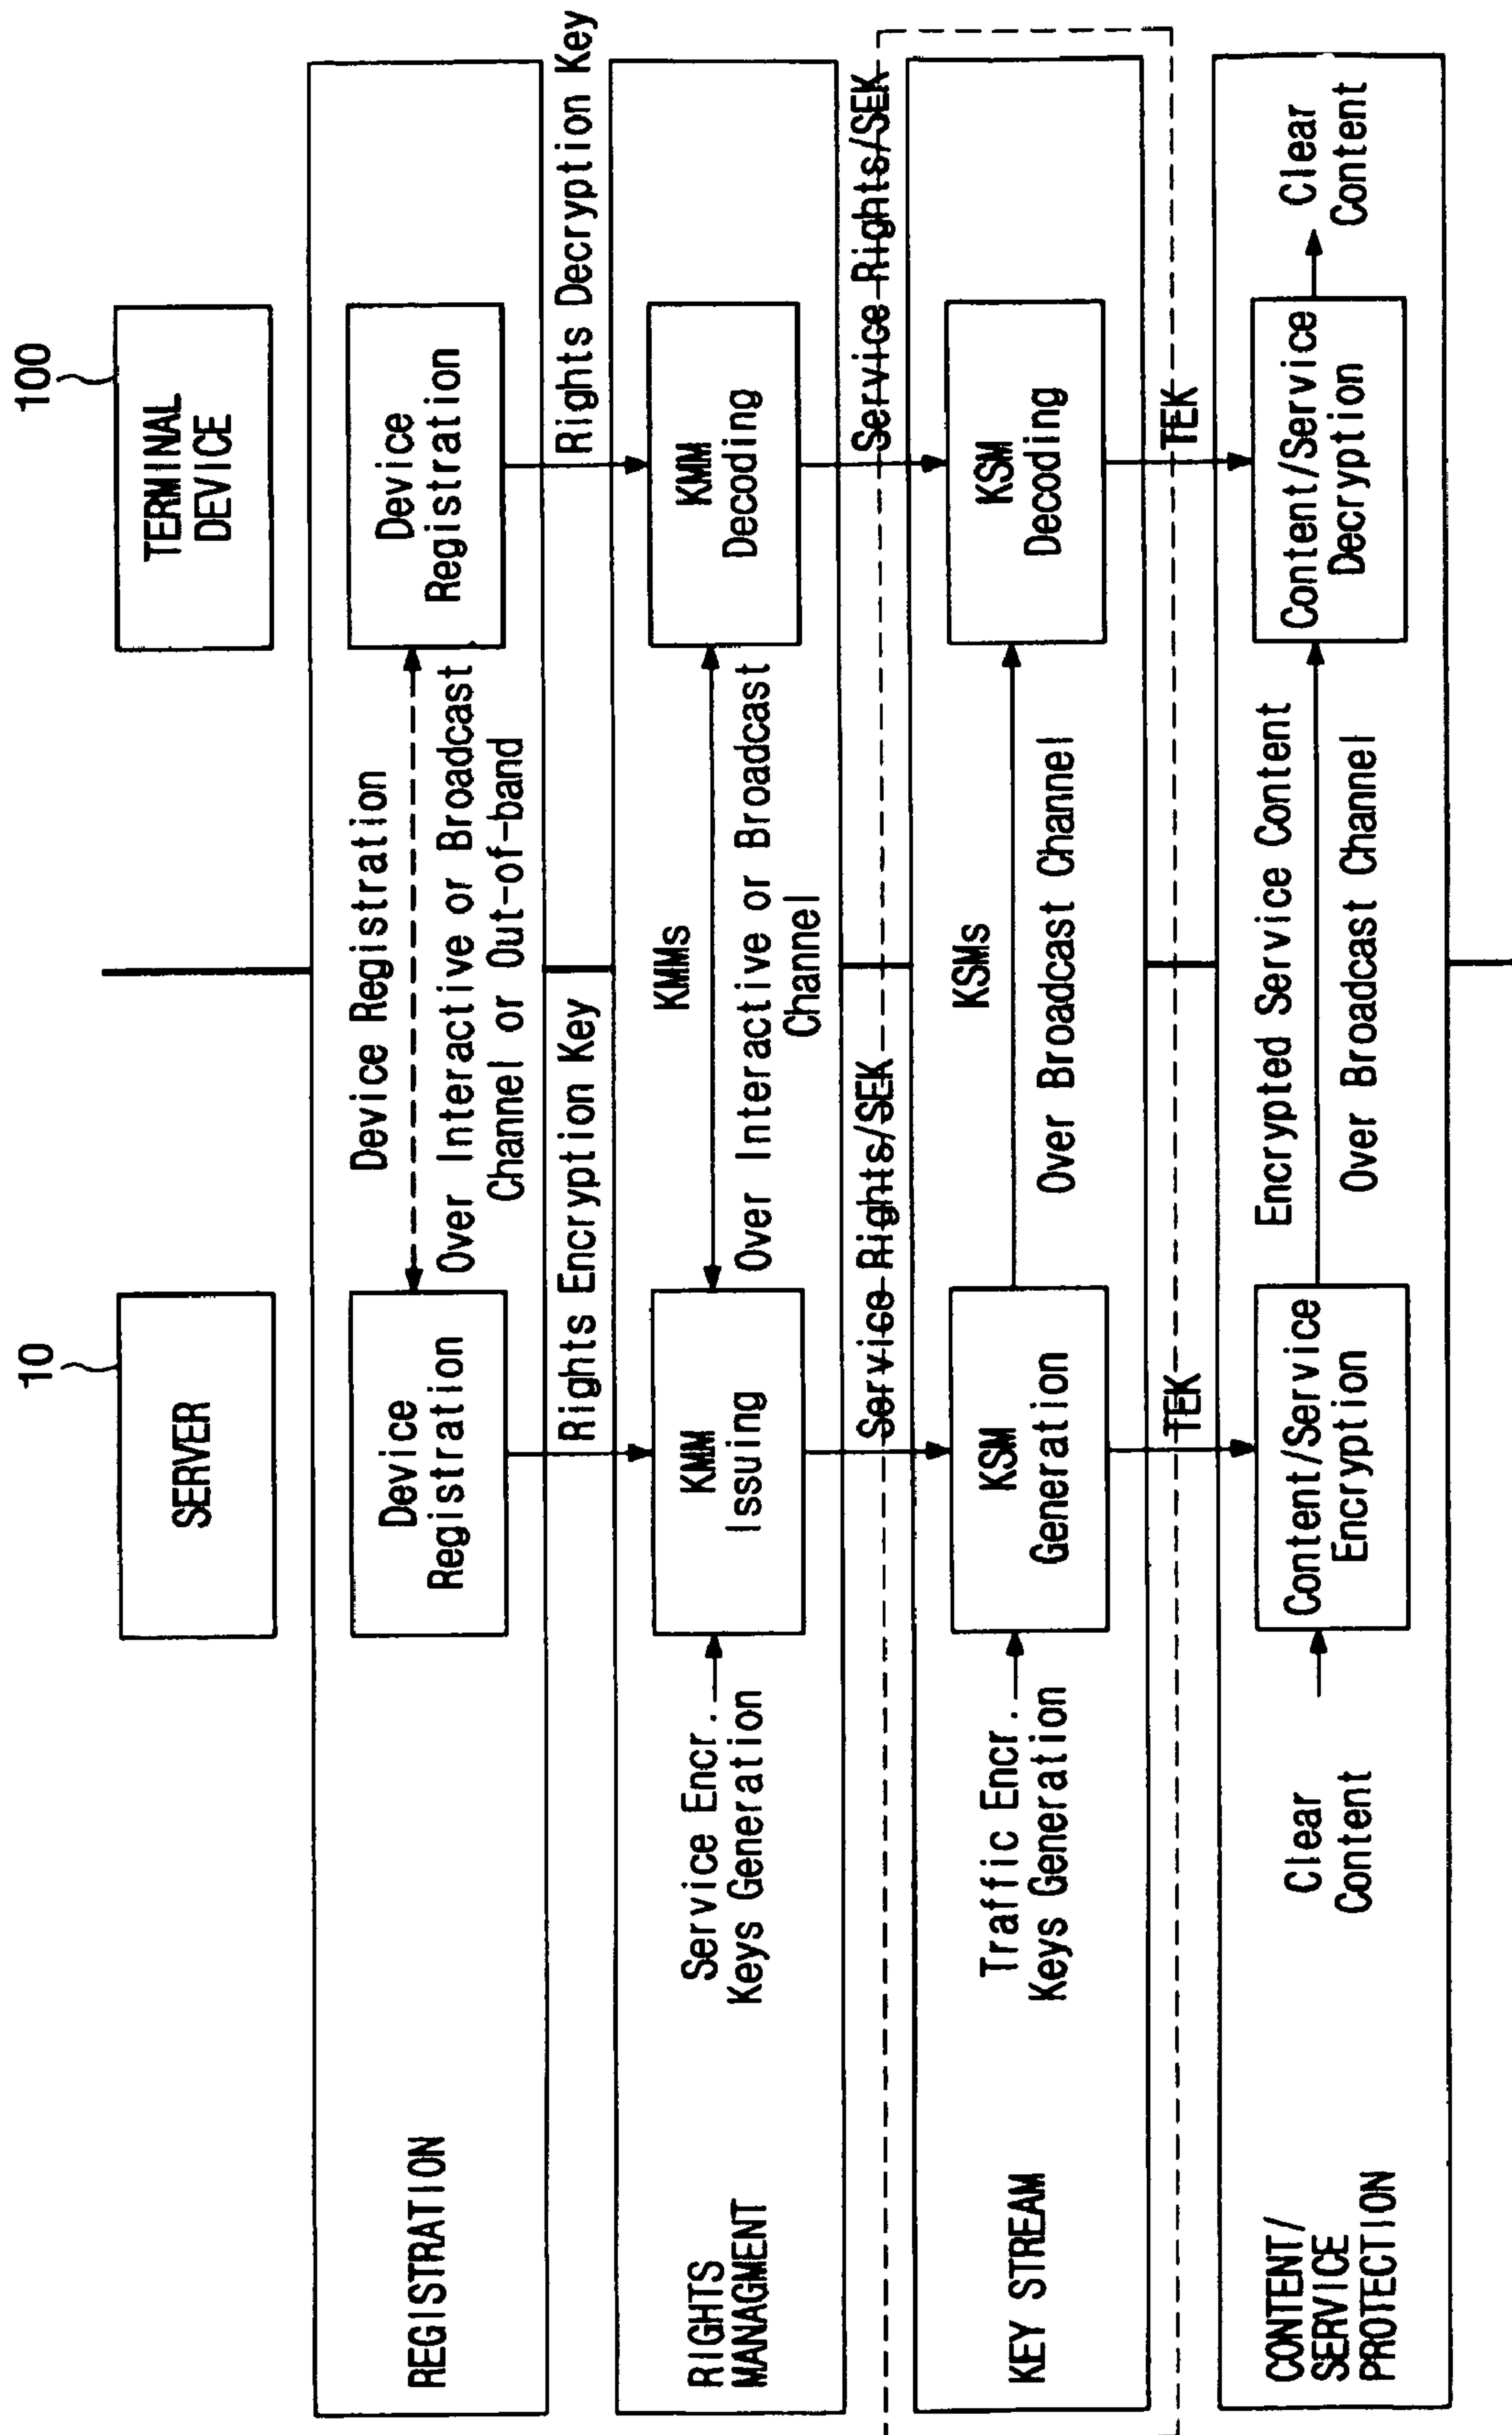 10
100
SERVER
TERMINAL
DEVICE
REGISTRATION
Device
Registration
Device Registration
Over Interactive or Broadcast
Channel or Out-of-band
Device
Registration
Rights Encryption Key
Rights Decryption Key
RIGHTS
MANAGMENT
Service Encr.
Keys Generation
KMM
Issuing
KMMs
Over Interactive or Broadcast
Channel
KMM
Decoding
Service Rights/SEK
Service Rights/SEK
KEY STREAM
Traffic Encr.
Keys Generation
KSM
Generation
KSMs
Over Broadcast Channel
KSM
Decoding
TEK
TEK
CONTENT/
SERVICE
PROTECTION
Clear
Content
Content/Service
Encryption
Encrypted Service Content
Over Broadcast Channel
Content/Service
Decryption
Clear
Content